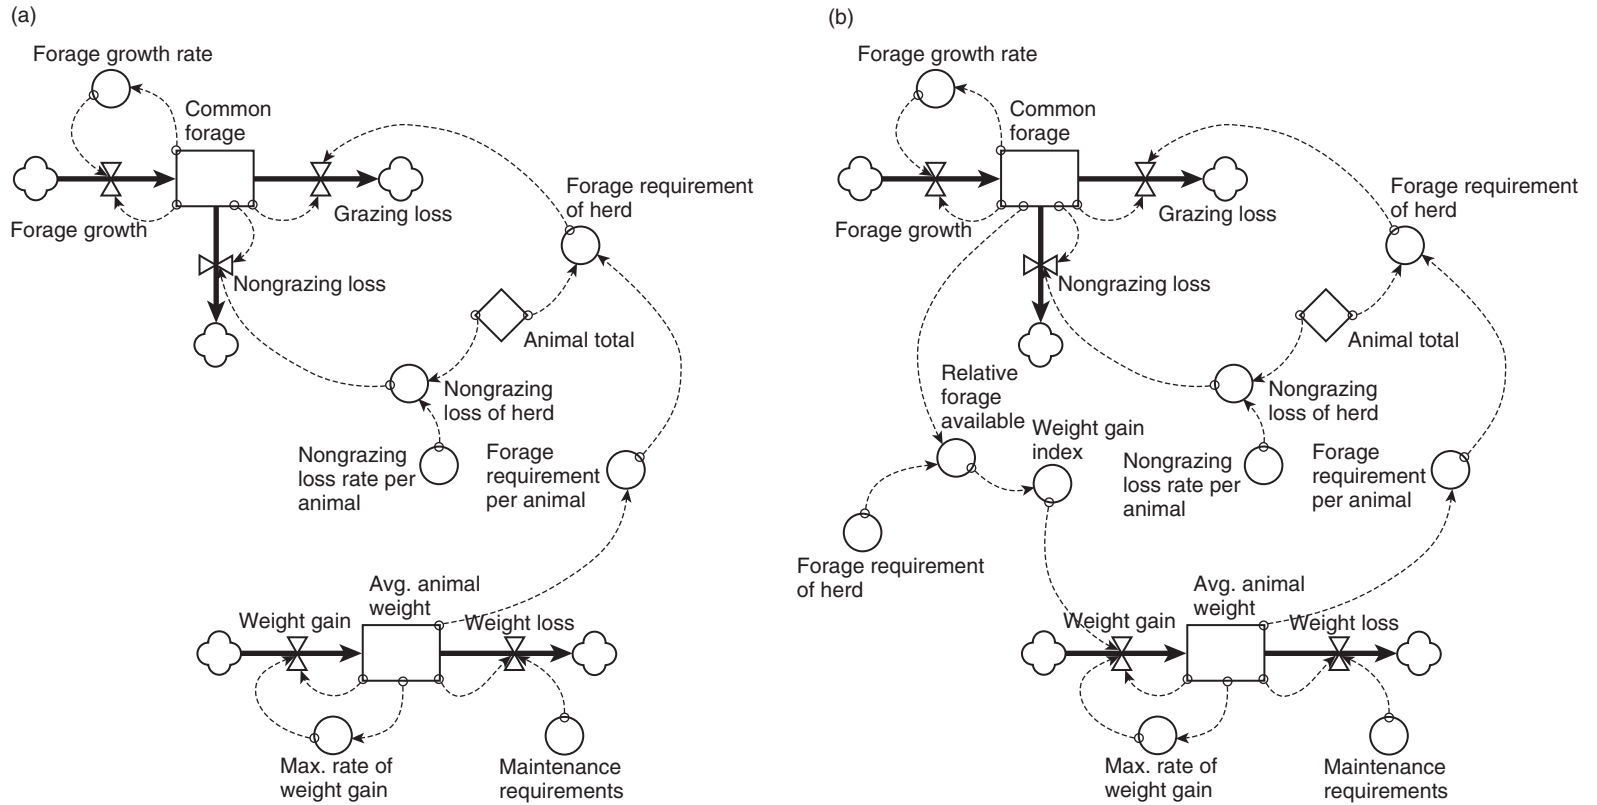 (a)
Forage growth rate
Common
forage
Forage requirement
of herd
Grazing loss
Forage growth
Nongrazing loss
Animal total
Nongrazing
loss of herd
Nongrazing
loss rate per
animal
Forage
requirement
per animal
Avg. animal
weight
Weight gain
Weight loss
Max. rate of
weight gain
Maintenance
requirements
(b)
Forage growth rate
Common
forage
Forage requirement
of herd
Grazing loss
Forage growth
Nongrazing loss
Animal total
Relative
forage
available
Nongrazing
loss of herd
Weight gain
index
Nongrazing
loss rate per
animal
Forage
requirement
per animal
Forage requirement
of herd
Avg. animal
weight
Weight gain
Weight loss
Max. rate of
weight gain
Maintenance
requirements